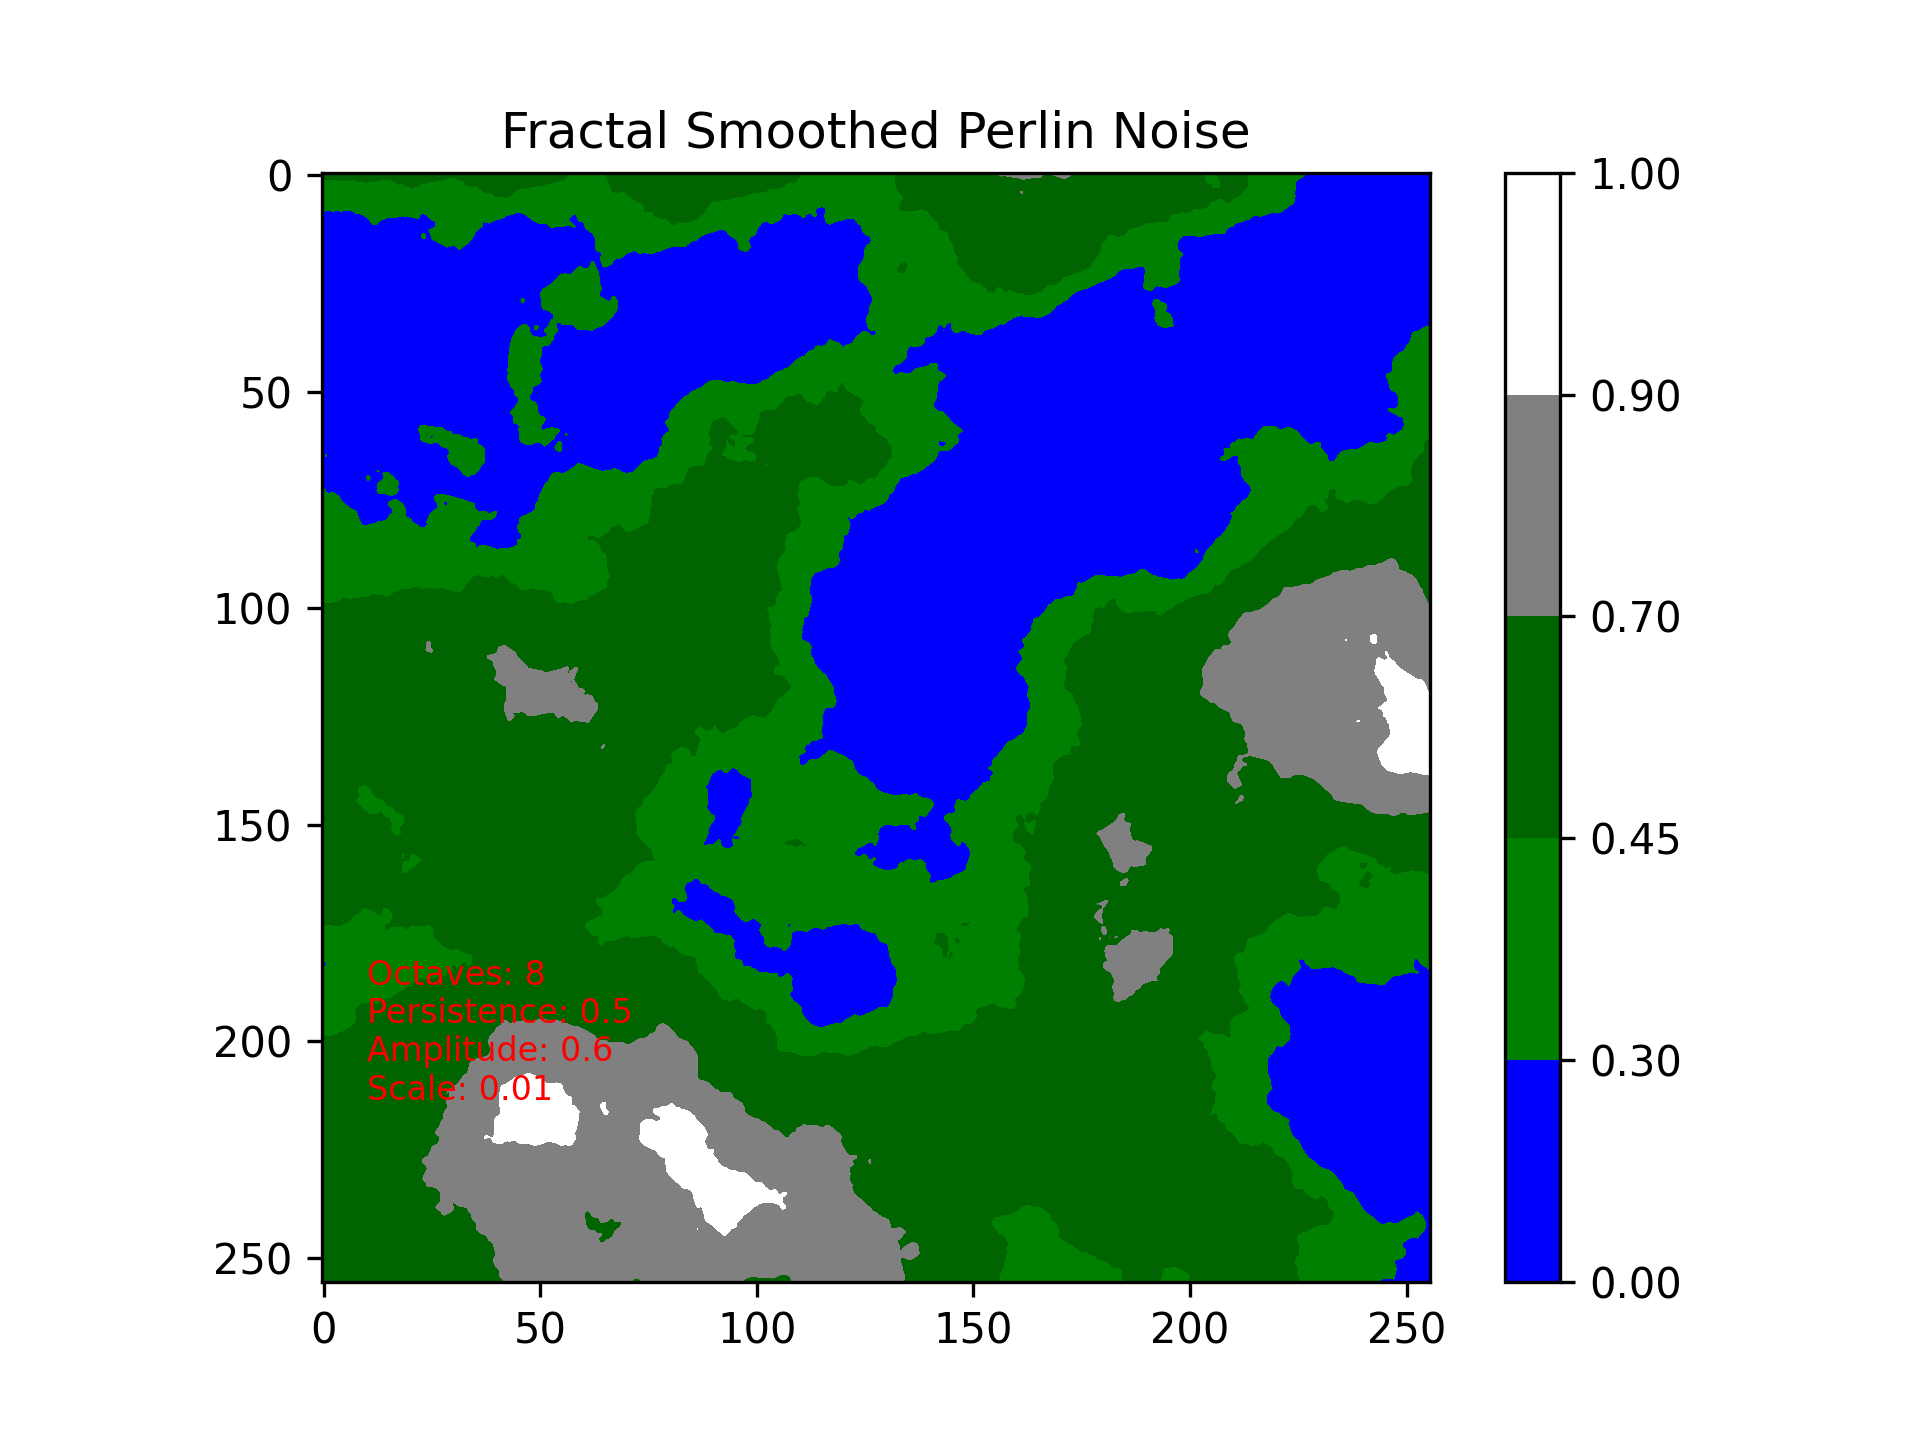 Fractal Smoothed Perlin Noise
0
50
100
150
200
250
Octaves: 8
Persistence: 0.5
Amplitude: 0.6
Scale: 0.01
0 50 100 150 200 250
1.00
0.90
0.70
0.45
0.30
0.00